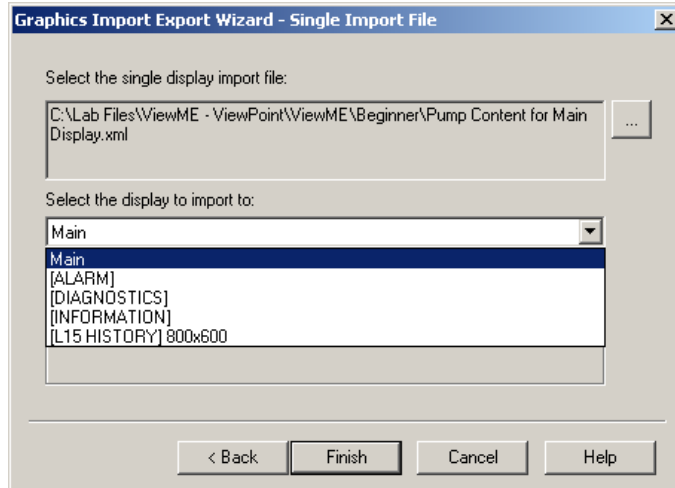 Graphics Import Export Wizard - Single Import File
Select the single display import file:
C:\Lab Files\ViewME - ViewPoint\ViewME\Beginner\Pump Content for Main
Display.xml
...
Select the display to import to:
Main
Main
[ALARM]
[DIAGNOSTICS]
[INFORMATION]
[L15 HISTORY] 800x600
< Back
Finish
Cancel
Help